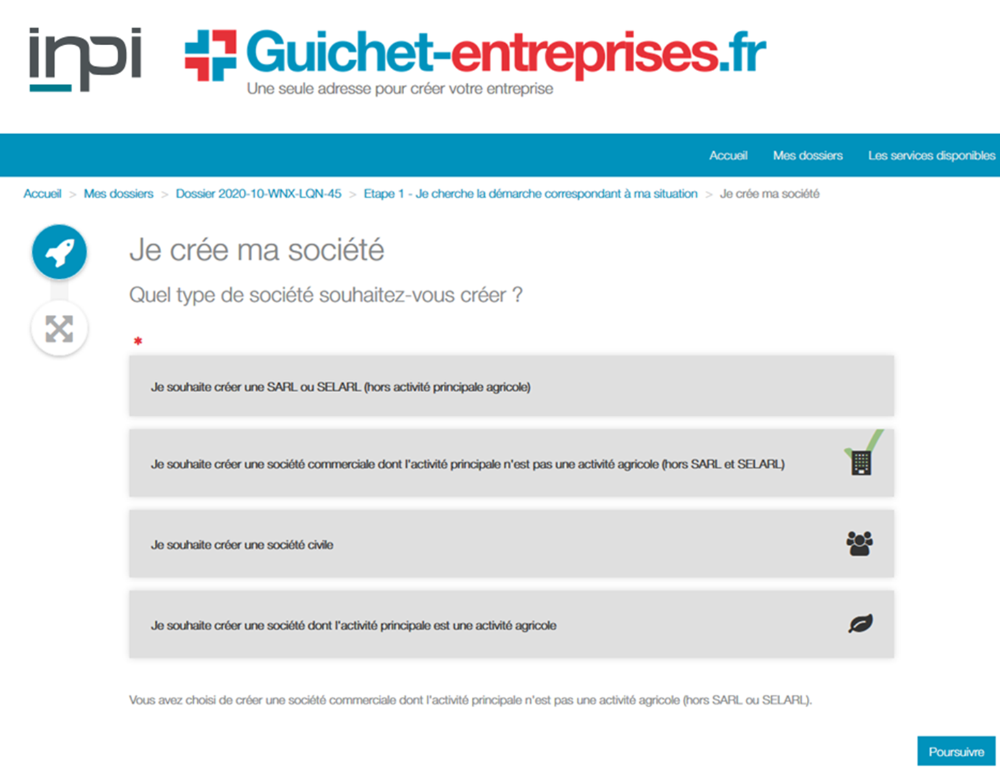 inpi
Guichet-entreprises.fr
Une seule adresse pour créer votre entreprise
Accueil Mes dossiers Les services disponibles
Accueil > Mes dossiers > Dossier 2020-10-WNX-LQN-45 > Etape 1 - Je cherche la démarche correspondant à ma situation > Je crée ma société
Je crée ma société
Quel type de société souhaitez-vous créer ?
*
Je souhaite créer une SARL ou SELARL (hors activité principale agricole)
Je souhaite créer une société commerciale dont l'activité principale n'est pas une activité agricole (hors SARL et SELARL)
Je souhaite créer une société civile
Je souhaite créer une société dont l'activité principale est une activité agricole
Vous avez choisi de créer une société commerciale dont l'activité principale n'est pas une activité agricole (hors SARL ou SELARL).
Poursuivre